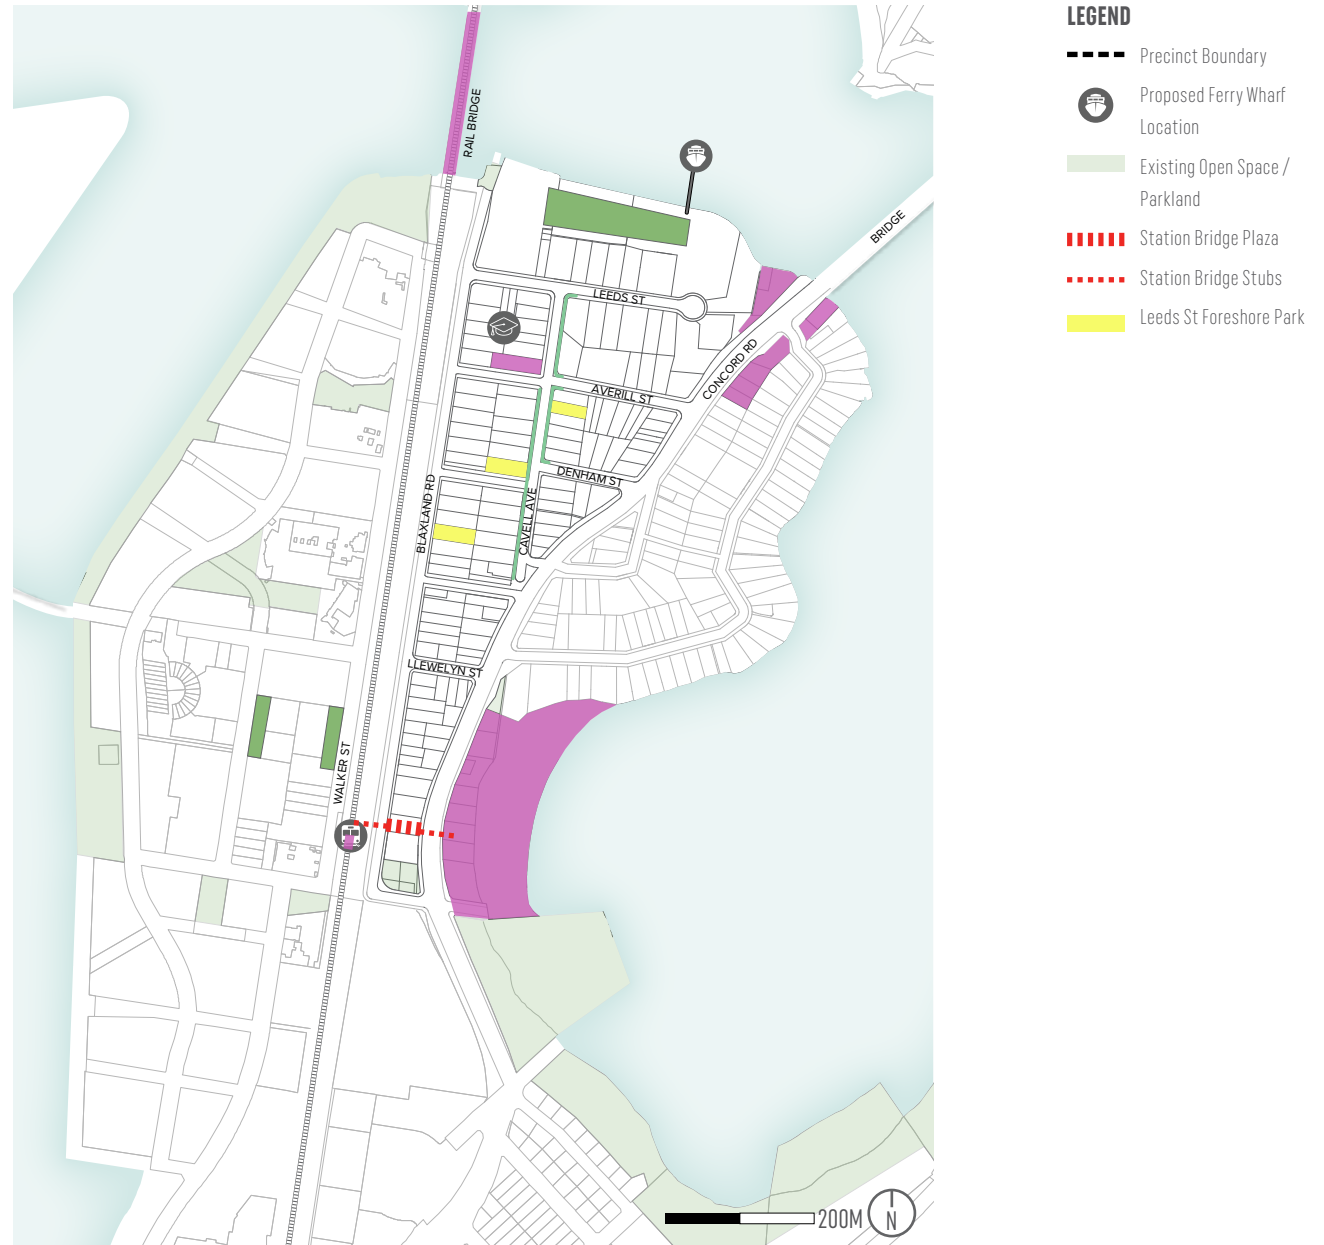 LEGEND
Precinct Boundary
Proposed Ferry Wharf
Location
Existing Open Space /
Parkland
Station Bridge Plaza
Station Bridge Stubs
Leeds St Foreshore Park
RAIL BRIDGE
BRIDGE
LEEDS ST
CONCORD RD
AVERILL ST
DENHAM ST
BLAXLAND RD
CAVELL AVE
LLEWELYN ST
WALKER ST
200M
N